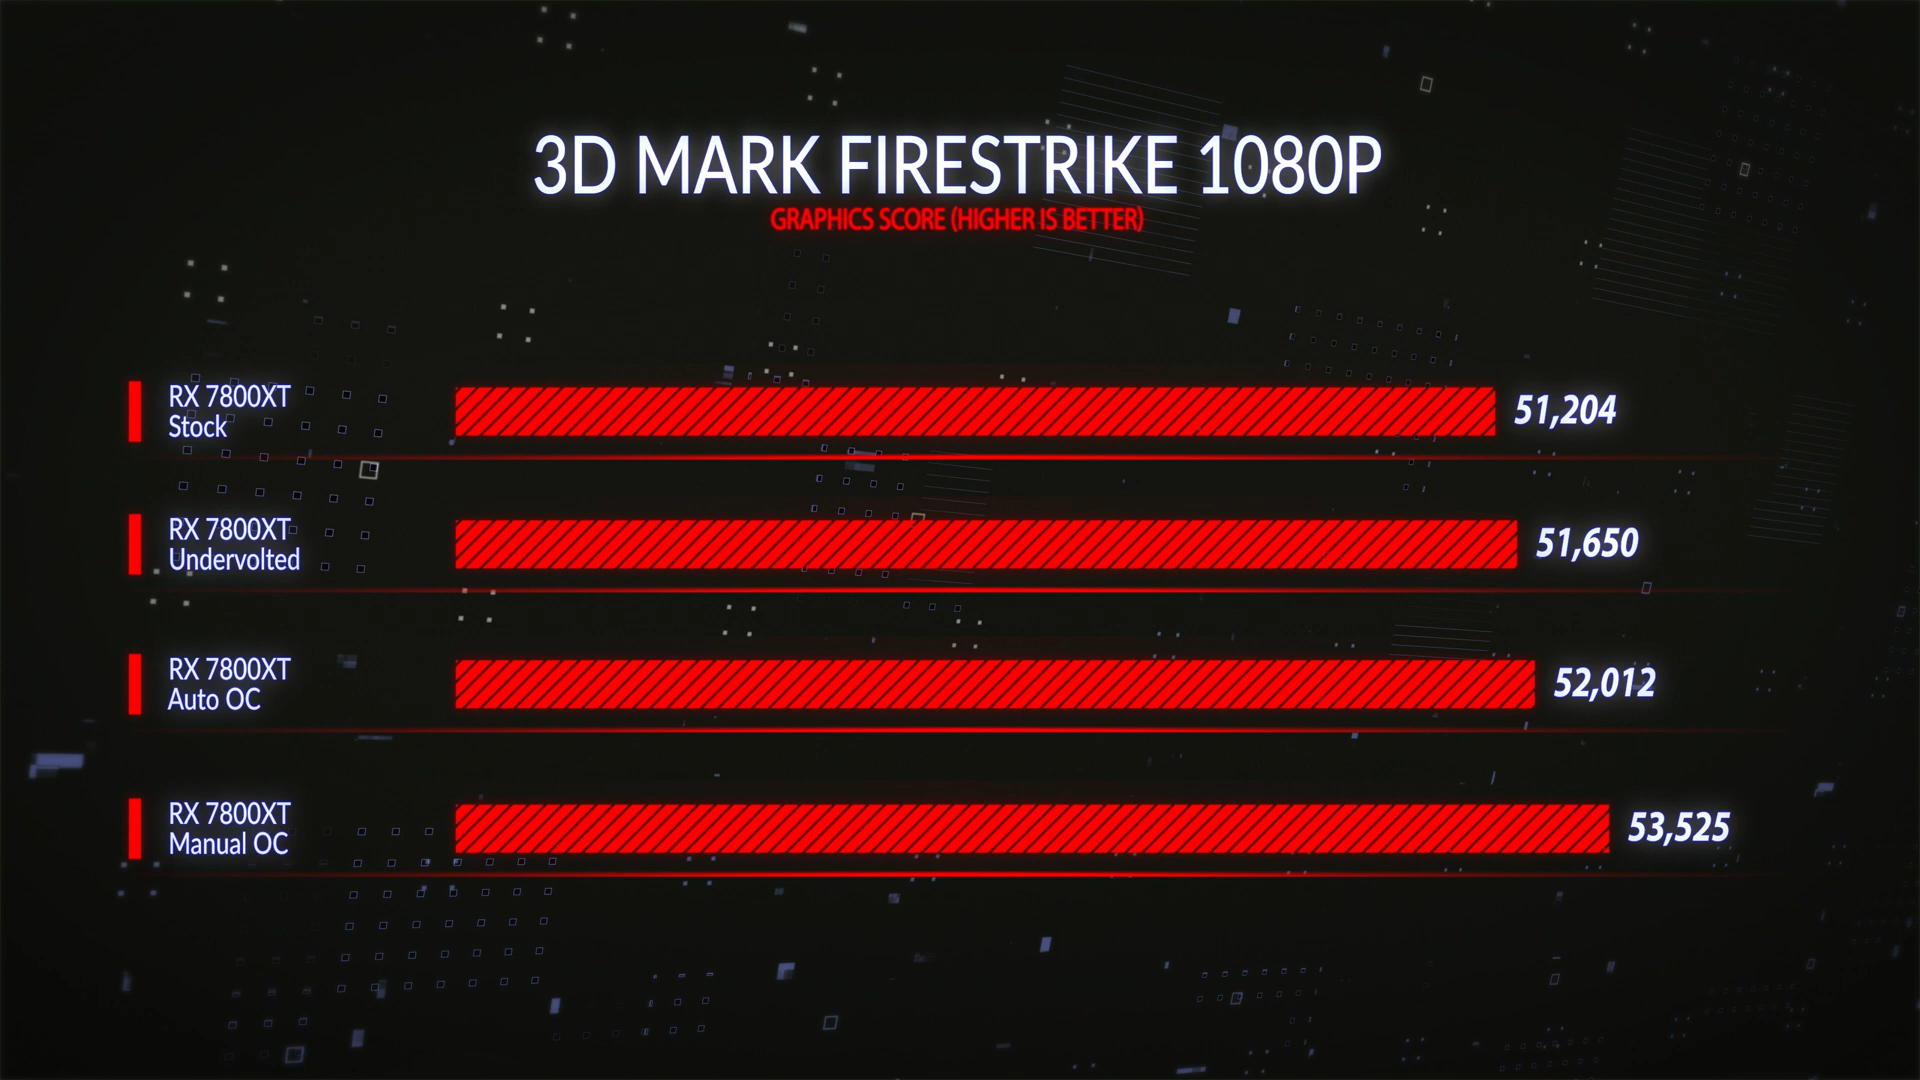 3D MARK FIRESTRIKE 1080P
GRAPHICS SCORE (HIGHER IS BETTER)
RX 7800XT
Stock
51,204
RX 7800XT
Undervolted
51,650
RX 7800XT
Auto OC
52,012
RX 7800XT
Manual OC
53,525